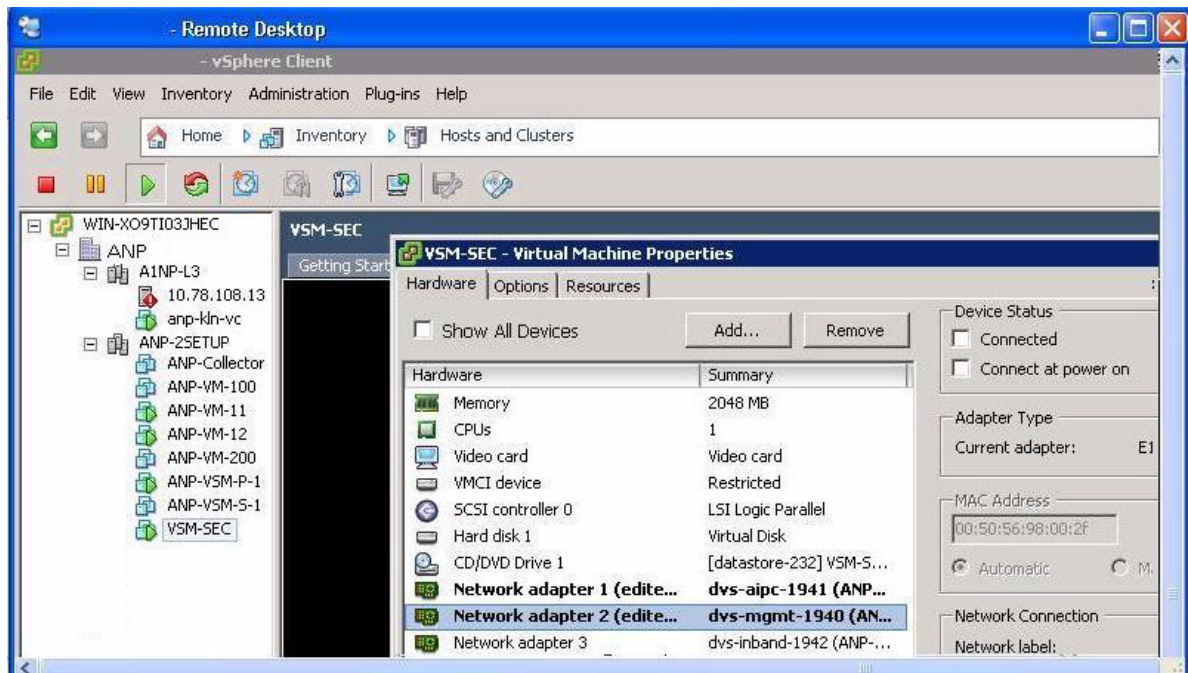 - Remote Desktop
- vSphere Client
File Edit View Inventory Administration Plug-ins Help
Home Inventory Hosts and Clusters
WIN-XO9TI03JHEC
ANP
A1NP-L3
10.78.108.13
anp-kln-vc
ANP-2SETUP
ANP-Collector
ANP-VM-100
ANP-VM-11
ANP-VM-12
ANP-VM-200
ANP-VSM-P-1
ANP-VSM-S-1
VSM-SEC
VSM-SEC
Getting Start
VSM-SEC - Virtual Machine Properties
Hardware Options Resources
Show All Devices Add... Remove
Hardware Summary
Memory 2048 MB
CPUs 1
Video card Video card
VMCI device Restricted
SCSI controller 0 LSI Logic Parallel
Hard disk 1 Virtual Disk
CD/DVD Drive 1 [datastore-232] VSM-S...
Network adapter 1 (edite... dvs-aipc-1941 (ANP...
Network adapter 2 (edite... dvs-mgmt-1940 (AN...
Network adapter 3 dvs-inband-1942 (ANP-...
Device Status
Connected
Connect at power on
Adapter Type
Current adapter: E1
MAC Address
00:50:56:98:00:2f
Automatic M
Network Connection
Network label: